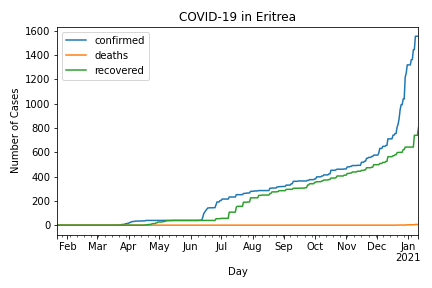 COVID-19 in Eritrea
confirmed
deaths
recovered
Number of Cases
1600
1400
1200
1000
800
600
400
200
0
Feb Mar Apr May Jun Jul Aug Sep Oct Nov Dec Jan
2021
Day